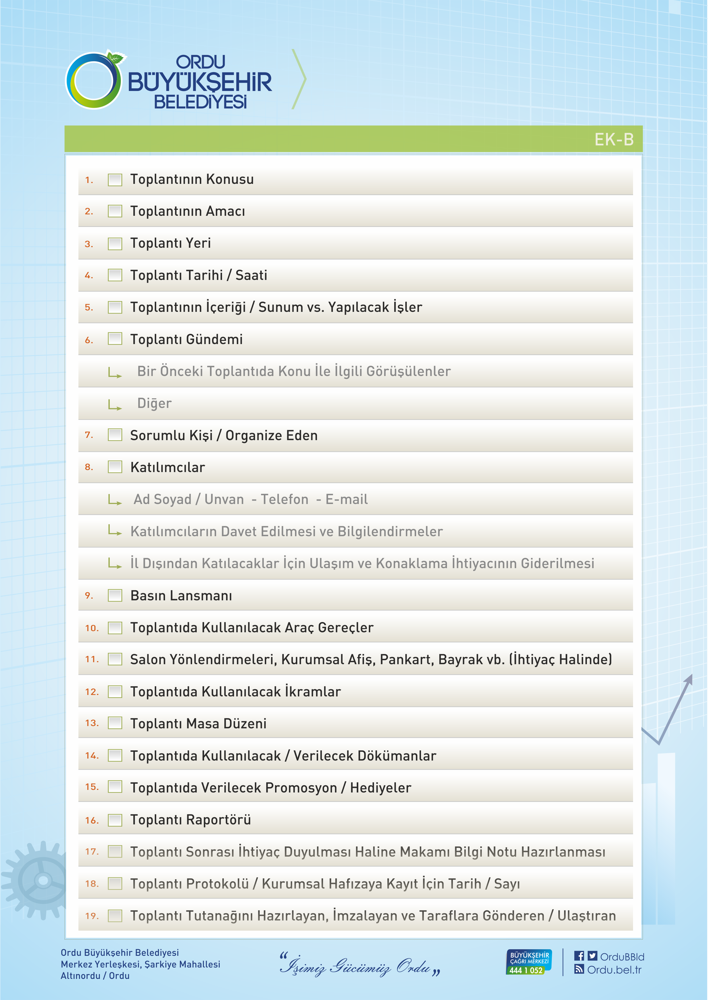 ORDU
BÜYÜKŞEHiR
BELEDiYESi
EK-B
1. Toplantının Konusu
2. Toplantının Amacı
3. Toplantı Yeri
4. Toplantı Tarihi / Saati
5. Toplantının İçeriği / Sunum vs. Yapılacak İşler
6. Toplantı Gündemi
Bir Önceki Toplantıda Konu İle İlgili Görüşülenler
Diğer
7. Sorumlu Kişi / Organize Eden
8. Katılımcılar
Ad Soyad / Unvan - Telefon - E-mail
Katılımcıların Davet Edilmesi ve Bilgilendirmeler
İl Dışından Katılacaklar İçin Ulaşım ve Konaklama İhtiyacının Giderilmesi
9. Basın Lansmanı
10. Toplantıda Kullanılacak Araç Gereçler
11. Salon Yönlendirmeleri, Kurumsal Afiş, Pankart, Bayrak vb. (İhtiyaç Halinde)
12. Toplantıda Kullanılacak İkramlar
13. Toplantı Masa Düzeni
14. Toplantıda Kullanılacak / Verilecek Dökümanlar
15. Toplantıda Verilecek Promosyon / Hediyeler
16. Toplantı Raportörü
17. Toplantı Sonrası İhtiyaç Duyulması Haline Makamı Bilgi Notu Hazırlanması
18. Toplantı Protokolü / Kurumsal Hafızaya Kayıt İçin Tarih / Sayı
19. Toplantı Tutanağını Hazırlayan, İmzalayan ve Taraflara Gönderen / Ulaştıran
Ordu Büyükşehir Belediyesi
Merkez Yerleşkesi, Şarkiye Mahallesi
Altınordu / Ordu
“İşimiz Gücümüz Ordu”
BÜYÜKŞEHİR
ÇAĞRI MERKEZİ
444 1 052
OrduBBld
Ordu.bel.tr